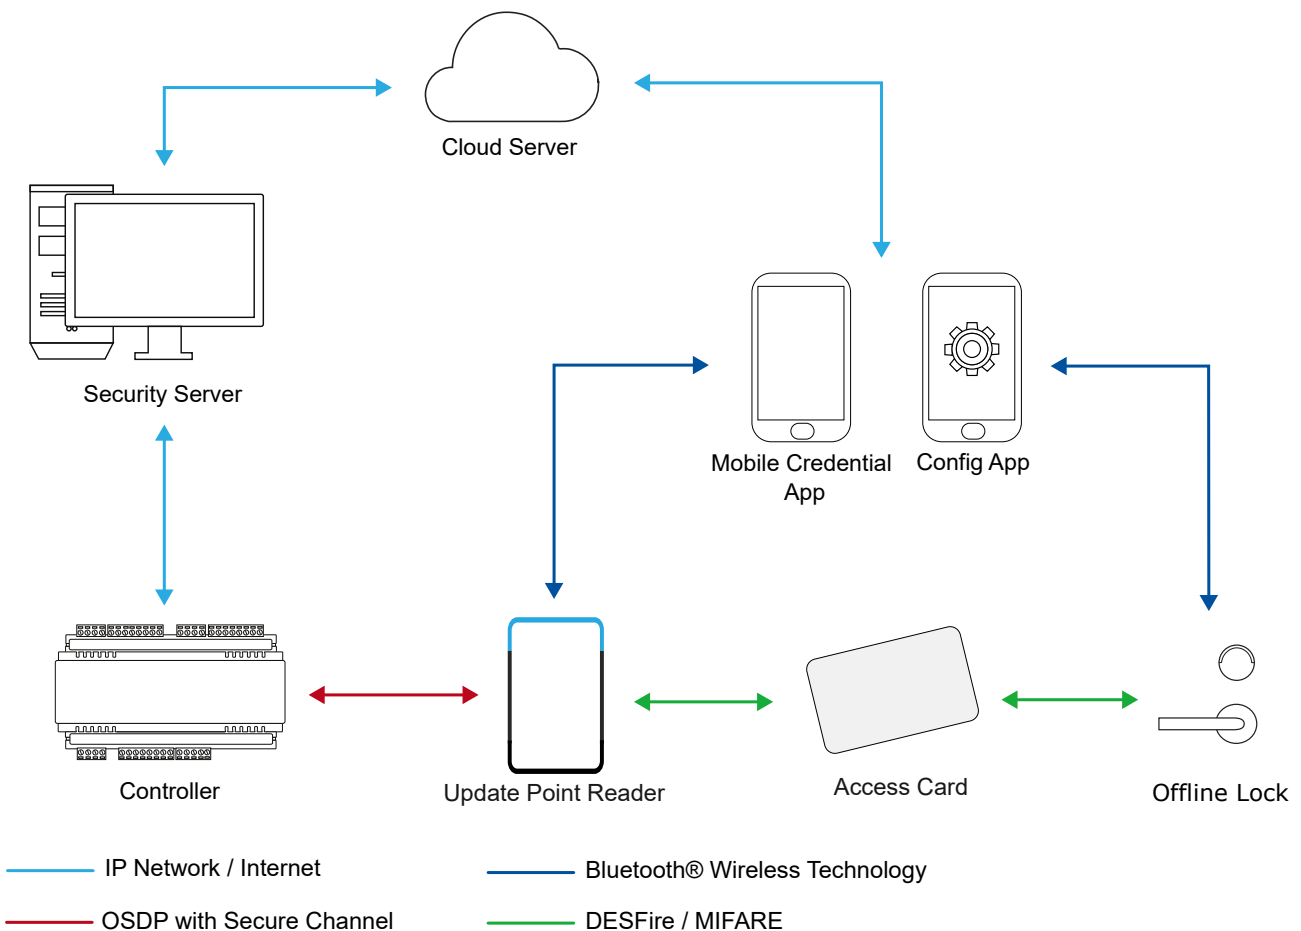 Cloud Server
Security Server
Mobile Credential
App
Config App
Controller
Update Point Reader
Access Card
Offline Lock
IP Network / Internet
Bluetooth® Wireless Technology
OSDP with Secure Channel
DESFire / MIFARE